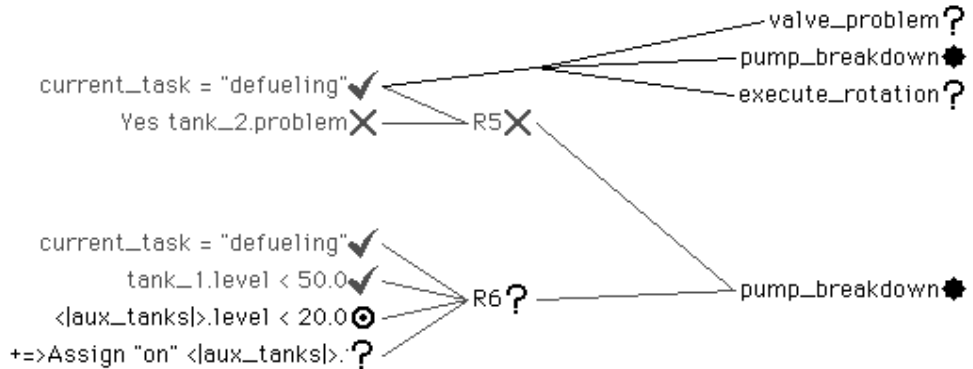 valve_problem?
current_task = "defueling"
pump_breakdown
execute_rotation?
Yes tank_2.problem
R5
current_task = "defueling"
tank_1.level < 50.0
R6?
pump_breakdown
<|aux_tanks|>.level < 20.0
+=>Assign "on" <|aux_tanks|>.?